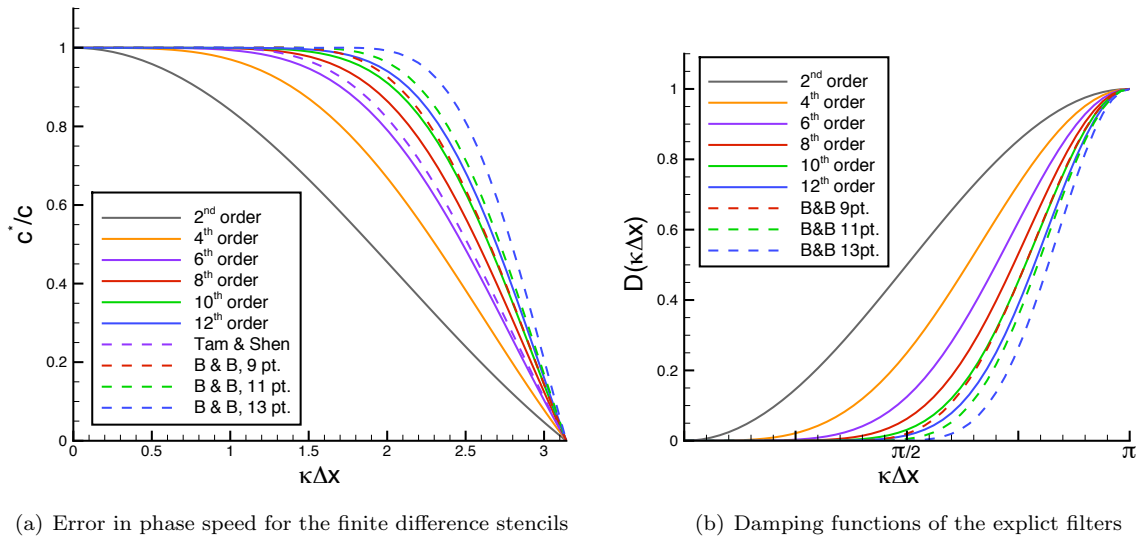 1
0.8
0.6
0.4
0.2
0
c*/c
2nd order
4th order
6th order
8th order
10th order
12th order
Tam & Shen
B & B, 9 pt.
B & B, 11 pt.
B & B, 13 pt.
0 0.5 1 1.5 2 2.5 3
κΔx
(a) Error in phase speed for the finite difference stencils
1
0.8
0.6
0.4
0.2
0
D(κΔx)
2nd order
4th order
6th order
8th order
10th order
12th order
B&B 9pt.
B&B 11pt.
B&B 13pt.
π/2 π
κΔx
(b) Damping functions of the explict filters